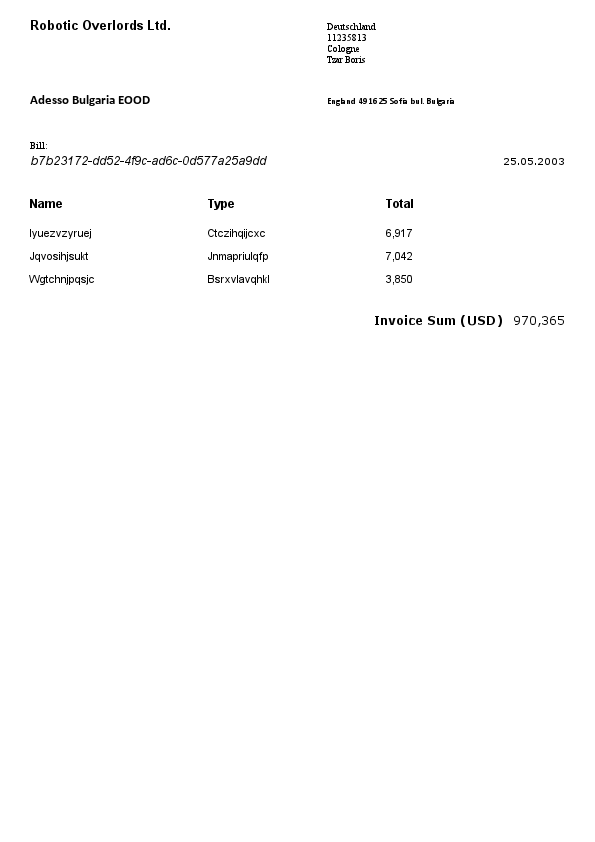 Robotic Overlords Ltd.
Deutschland
11235813
Cologne
Tzar Boris
Adesso Bulgaria EOOD
England 491625 Sofia bul. Bulgaria
Bill:
b7b23172-dd52-4f9c-ad6c-0d577a25a9dd
25.05.2003
Name Type Total
Iyuezvzyruej Ctczihqijcxc 6,917
Jqvosihjsukt Jnmapriulqfp 7,042
Wgtchnjpqsjc Bsrxvlavqhkl 3,850
Invoice Sum (USD) 970,365